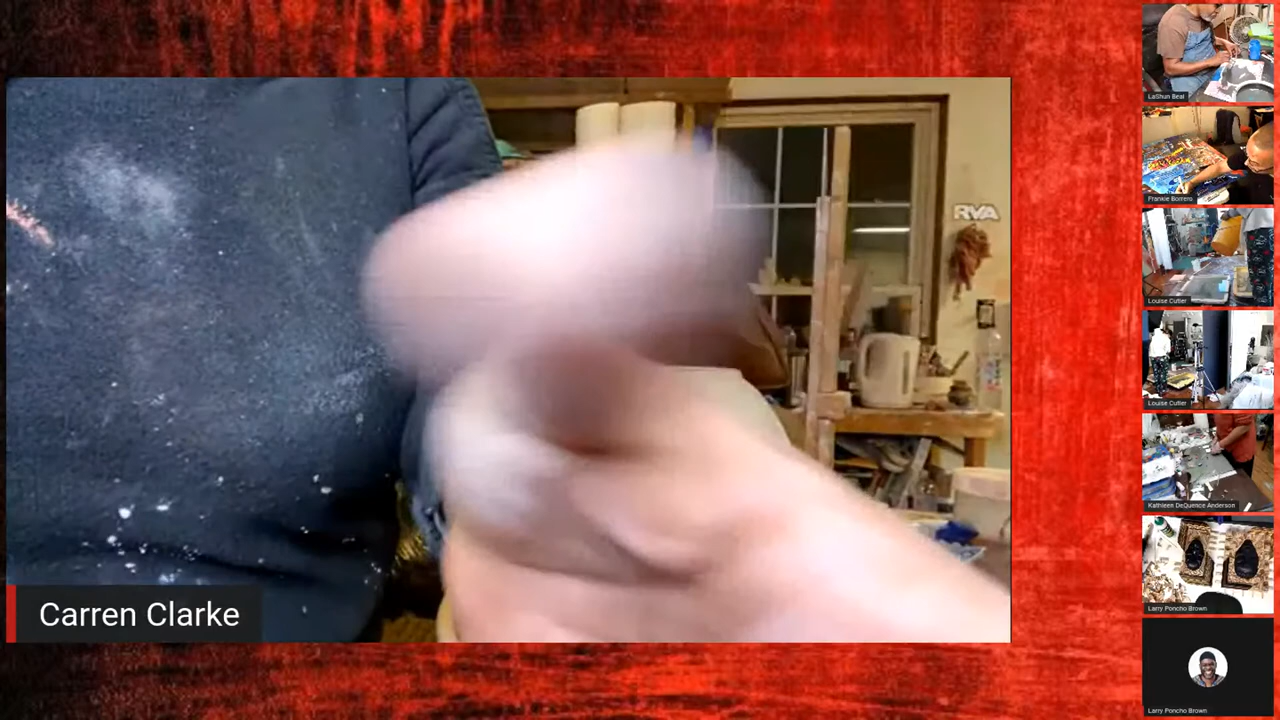 RYA
Carren Clarke
LaShun Beal
Frankie Borrero
Louise Cutler
Louise Cutler
Kathleen DeQuence Anderson
Larry Poncho Brown
Larry Poncho Brown